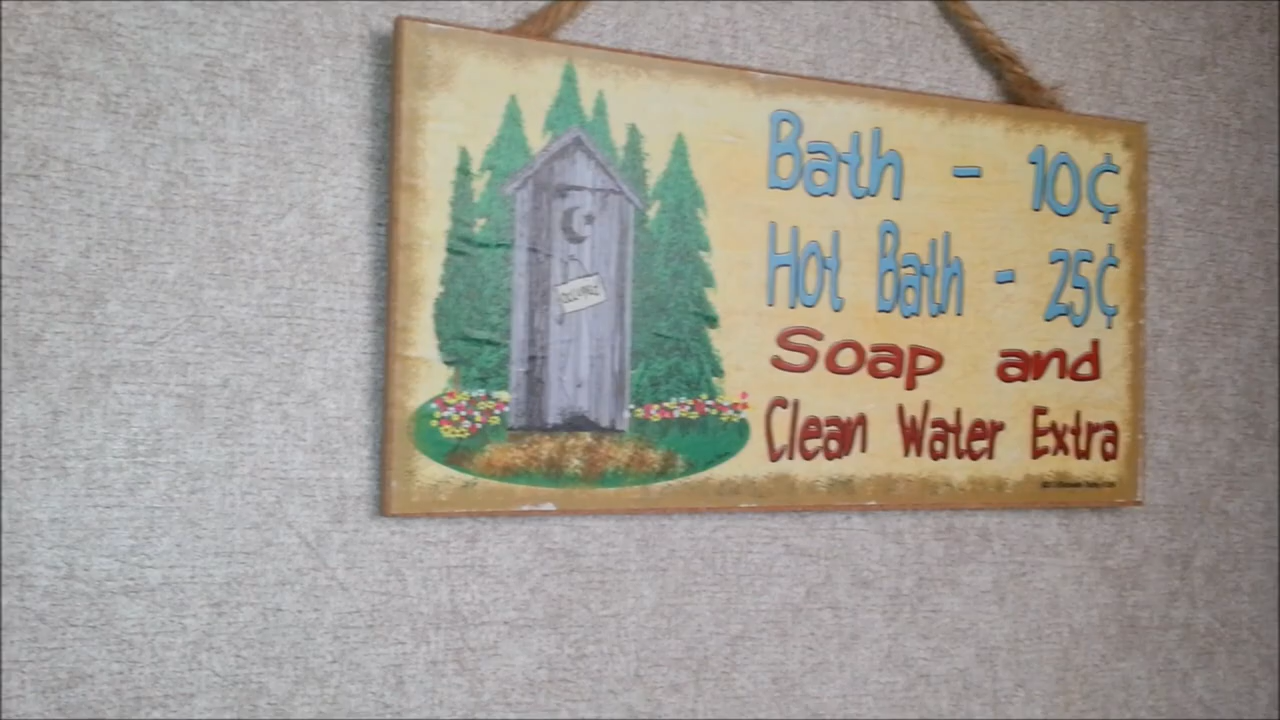 Bath - 10¢
Hot Bath - 25¢
Soap and
Clean Water Extra